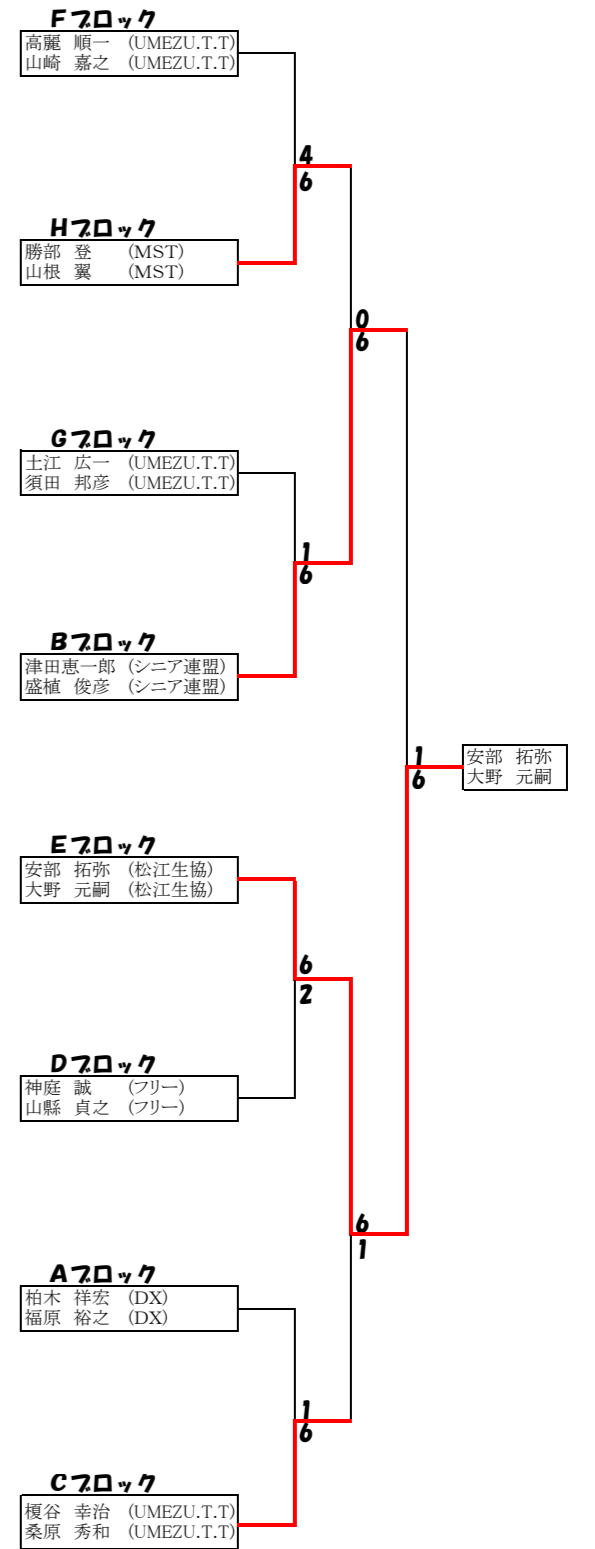 Fブロック
高麗 順一 (UMEZU.T.T)
山崎 嘉之 (UMEZU.T.T)
4
6
Hブロック
勝部 登 (MST)
山根 翼 (MST)
0
6
Gブロック
土江 広一 (UMEZU.T.T)
須田 邦彦 (UMEZU.T.T)
1
6
Bブロック
津田恵一郎 (シニア連盟)
盛植 俊彦 (シニア連盟)
1
6
安部 拓弥
大野 元嗣
Eブロック
安部 拓弥 (松江生協)
大野 元嗣 (松江生協)
6
2
Dブロック
神庭 誠 (フリー)
山縣 貞之 (フリー)
6
1
Aブロック
柏木 祥宏 (DX)
福原 裕之 (DX)
1
6
Cブロック
榎谷 幸治 (UMEZU.T.T)
桑原 秀和 (UMEZU.T.T)